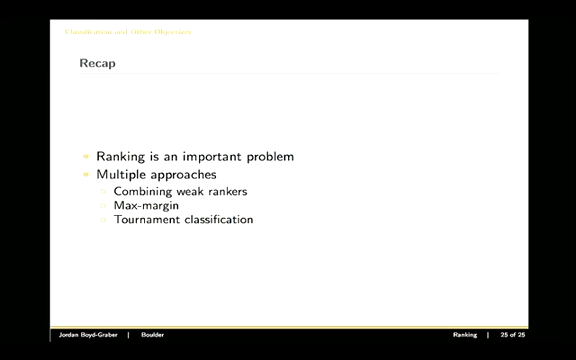 Classification and Other Objectives
Recap
Ranking is an important problem
Multiple approaches
Combining weak rankers
Max-margin
Tournament classification
Jordan Boyd-Graber | Boulder Ranking | 25 of 25